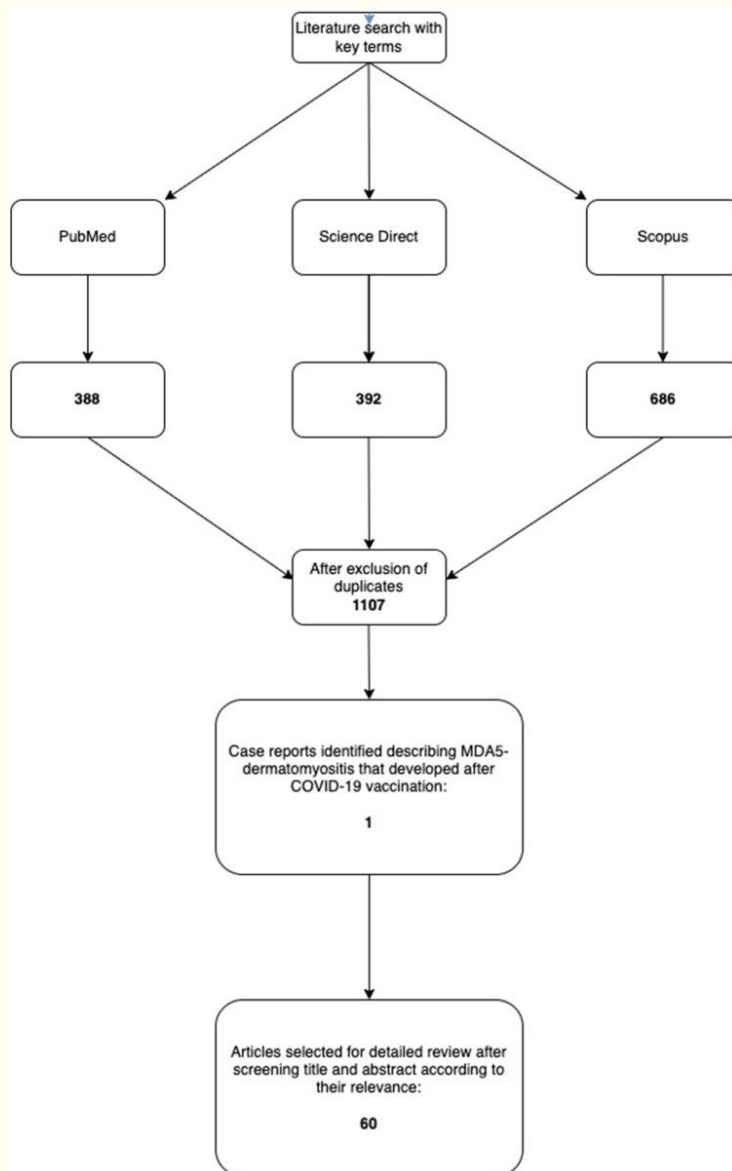 Literature search with
key terms
PubMed
Science Direct
Scopus
388
392
686
After exclusion of
duplicates
1107
Case reports identified describing MDA5-
dermatomyositis that developed after
COVID-19 vaccination:
1
Articles selected for detailed review after
screening title and abstract according to
their relevance:
60